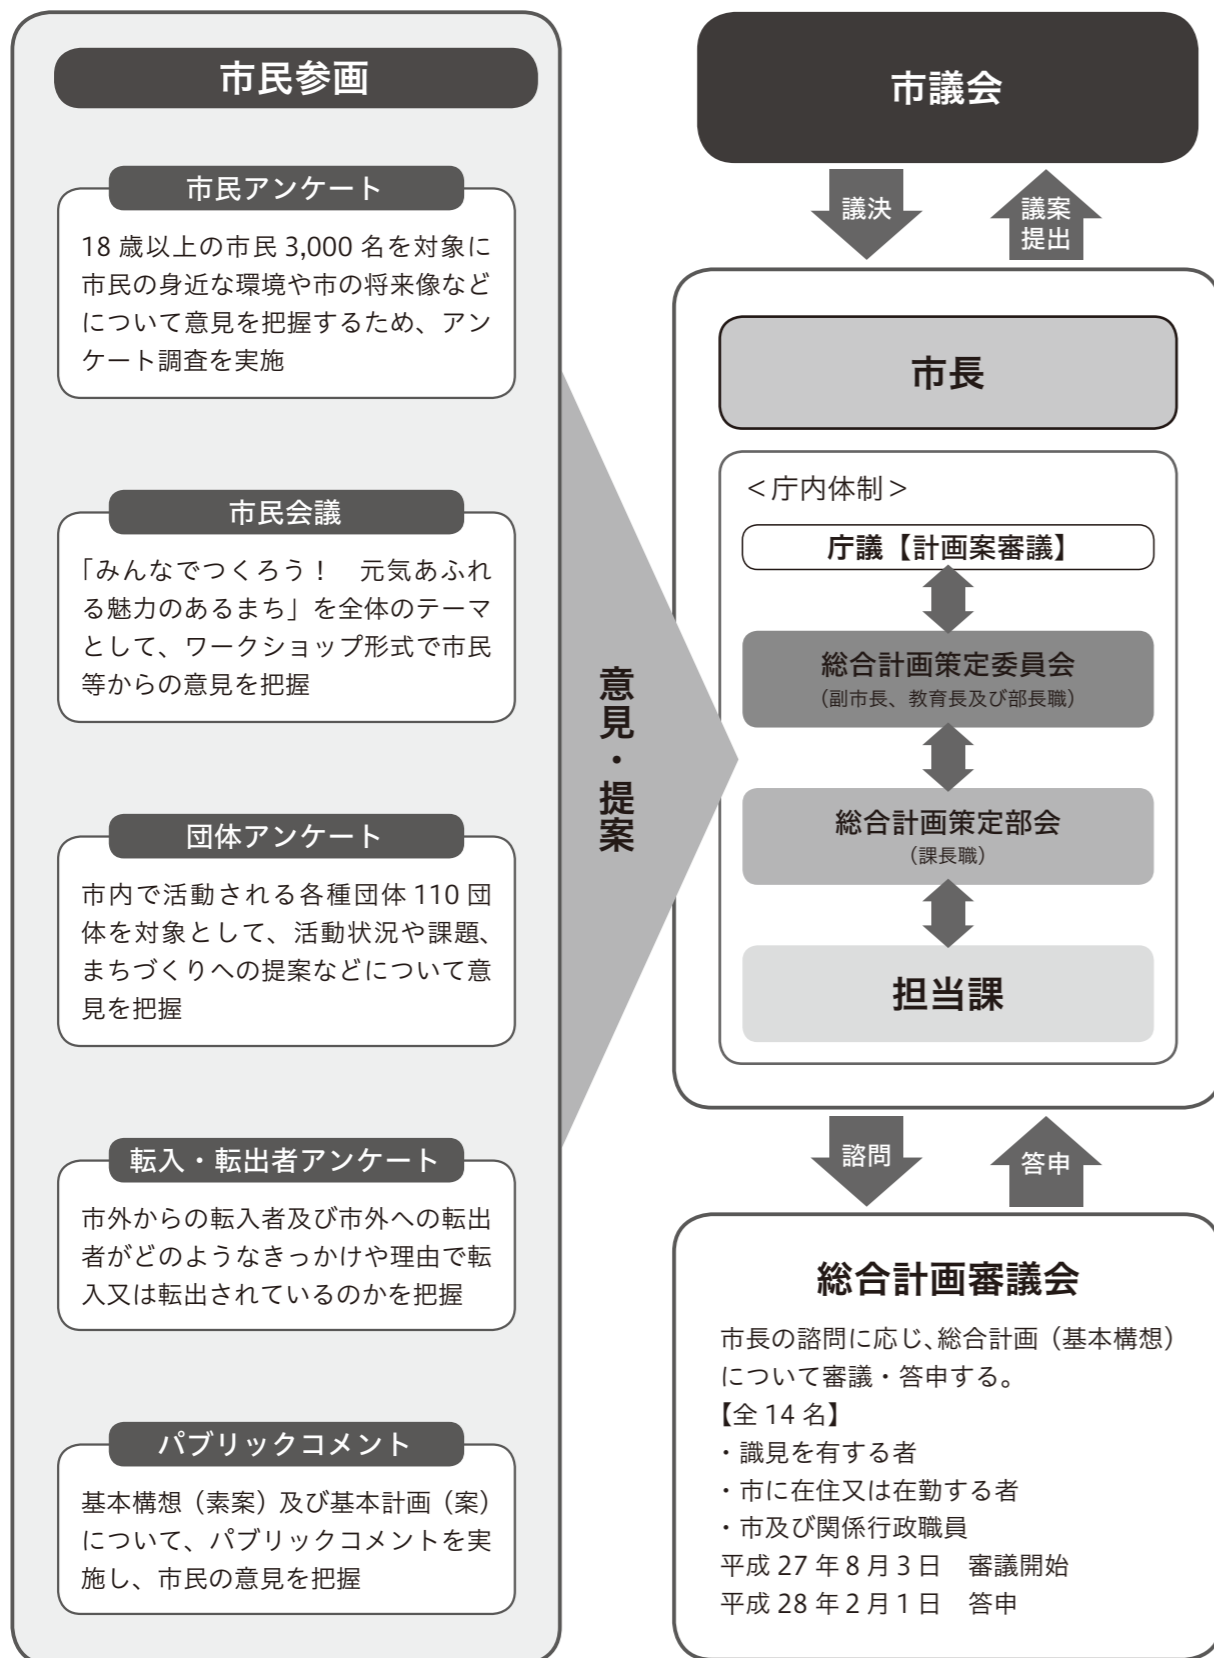 市民参画
市民アンケート
18 歳以上の市民 3,000 名を対象に
市民の身近な環境や市の将来像など
について意見を把握するため、アン
ケート調査を実施
市民会議
「みんなでつくろう！　元気あふれ
る魅力のあるまち」を全体のテーマ
として、ワークショップ形式で市民
等からの意見を把握
団体アンケート
市内で活動される各種団体 110 団
体を対象として、活動状況や課題、
まちづくりへの提案などについて意
見を把握
転入・転出者アンケート
市外からの転入者及び市外への転出
者がどのようなきっかけや理由で転
入又は転出されているのかを把握
パブリックコメント
基本構想（素案）及び基本計画（案）
について、パブリックコメントを実
施し、市民の意見を把握
意見・提案
市議会
議決
議案
提出
市長
＜庁内体制＞
庁議【計画案審議】
総合計画策定委員会
（副市長、教育長及び部長職）
総合計画策定部会
（課長職）
担当課
諮問
答申
総合計画審議会
市長の諮問に応じ、総合計画（基本構想）
について審議・答申する。
【全 14 名】
・識見を有する者
・市に在住又は在勤する者
・市及び関係行政職員
平成 27 年 8 月 3 日　審議開始
平成 28 年 2 月 1 日　答申